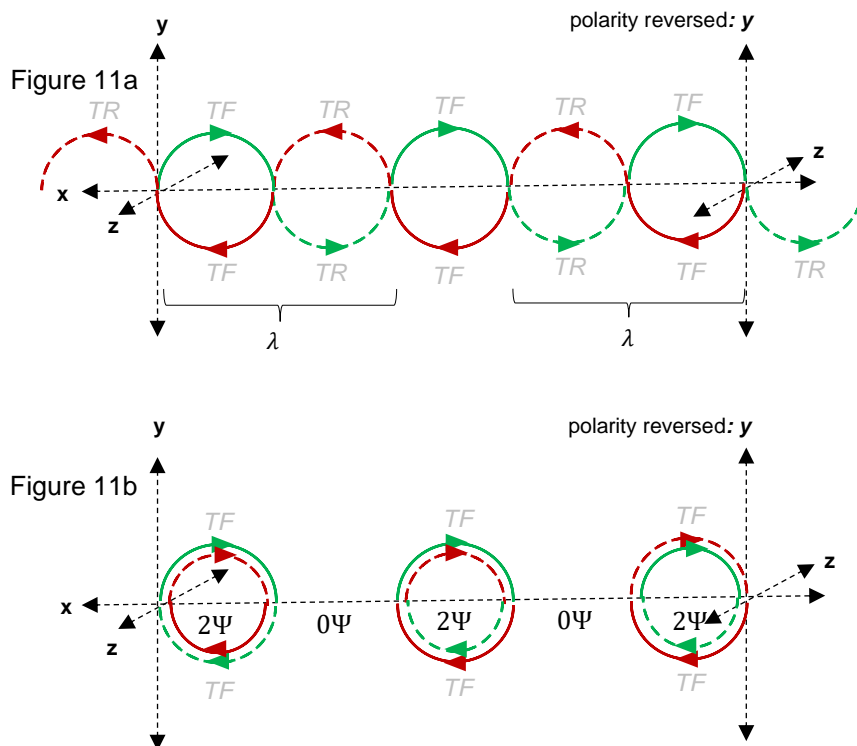 y
polarity reversed: y
Figure 11a
TR TF TR TF TR TF
z
x
z
TF TR TF TR TF TR
λ λ
y
polarity reversed: y
Figure 11b
TF TF TF
z
x
2Ψ 0Ψ 2Ψ 0Ψ 2Ψ
z
TF TF TF